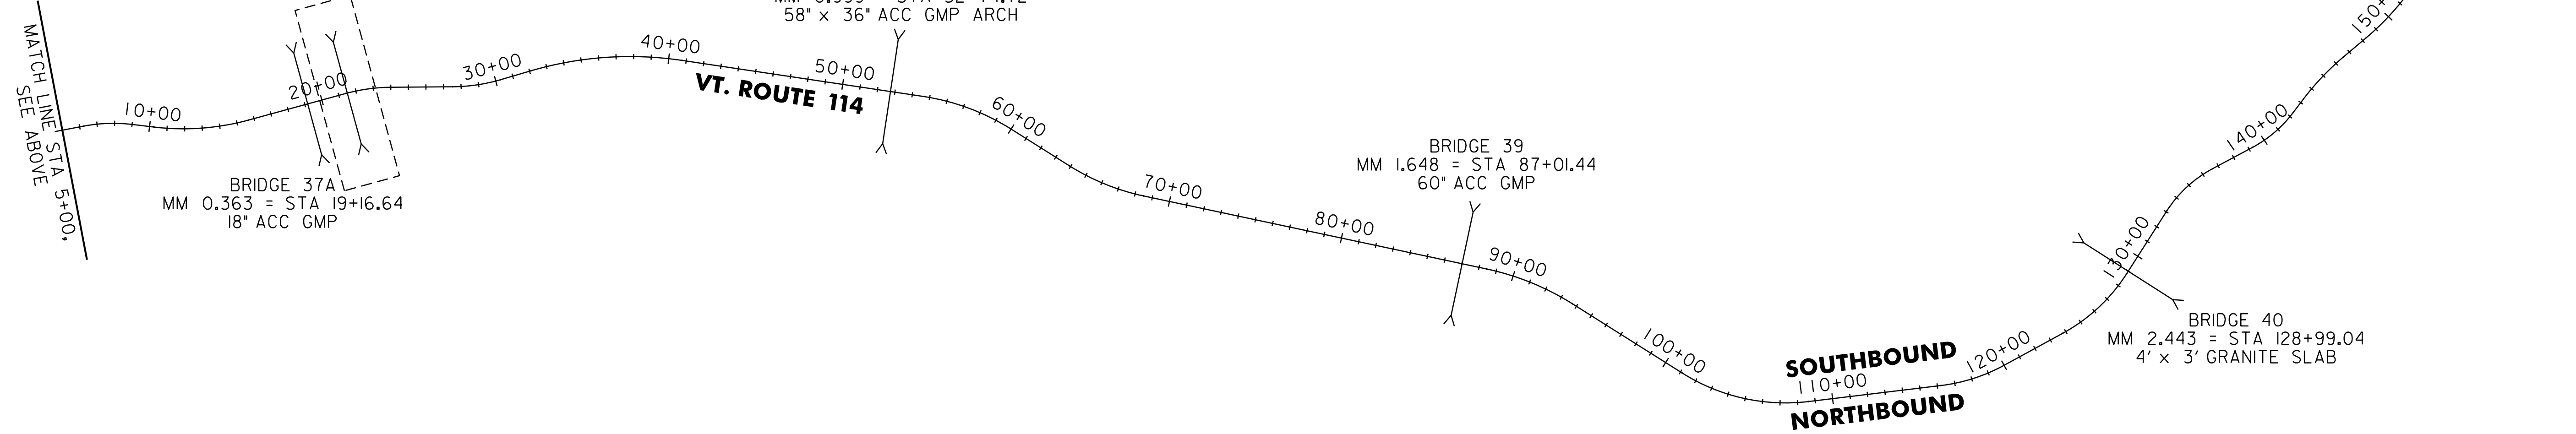 MATCH LINE STA 5+00,
SEE ABOVE
10+00
20+00
BRIDGE 37A
MM 0.363 = STA 19+16.64
18" ACC GMP
30+00
40+00
VT. ROUTE 114
50+00
58" x 36" ACC GMP ARCH
60+00
70+00
80+00
BRIDGE 39
MM 1.648 = STA 87+01.44
60" ACC GMP
90+00
100+00
SOUTHBOUND
110+00
NORTHBOUND
120+00
130+00
BRIDGE 40
MM 2.443 = STA 128+99.04
4' x 3' GRANITE SLAB
140+00